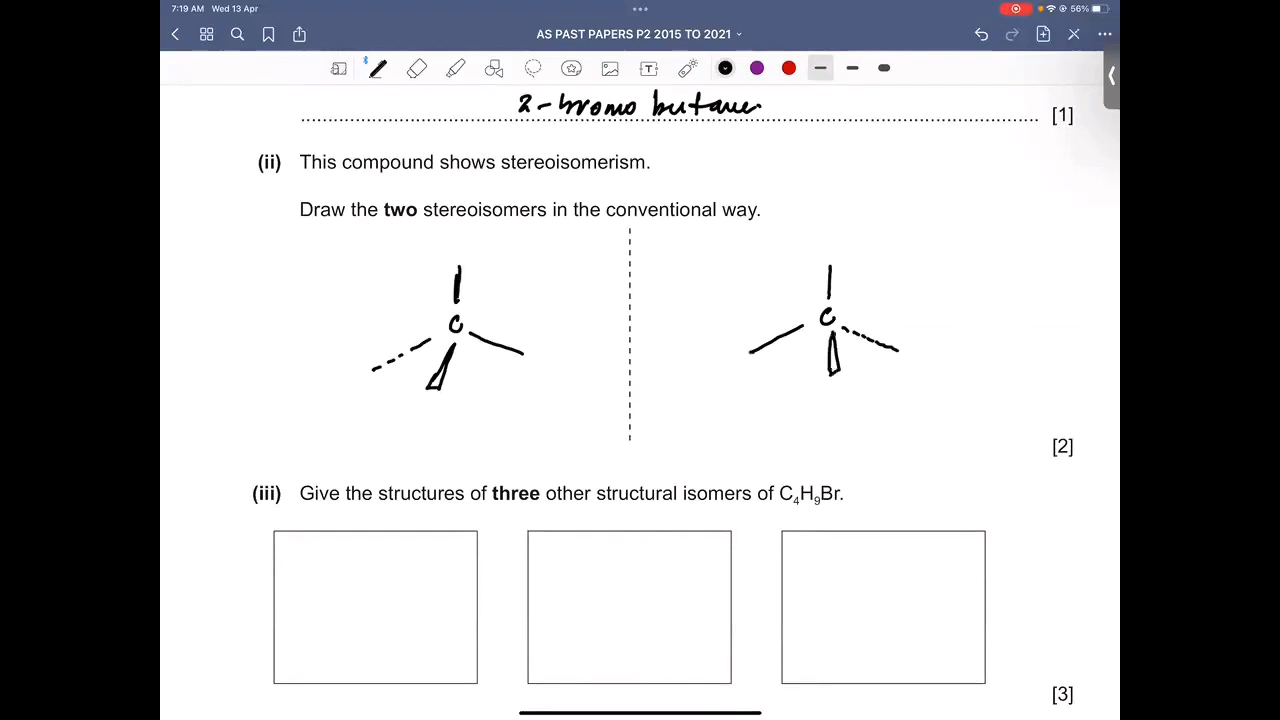 7:19 AM Wed 13 Apr
56%
AS PAST PAPERS P2 2015 TO 2021
T
2-bromo butane
[1]
(ii) This compound shows stereoisomerism.
Draw the two stereoisomers in the conventional way.
C C
[2]
(iii) Give the structures of three other structural isomers of C₄H₉Br.
[3]